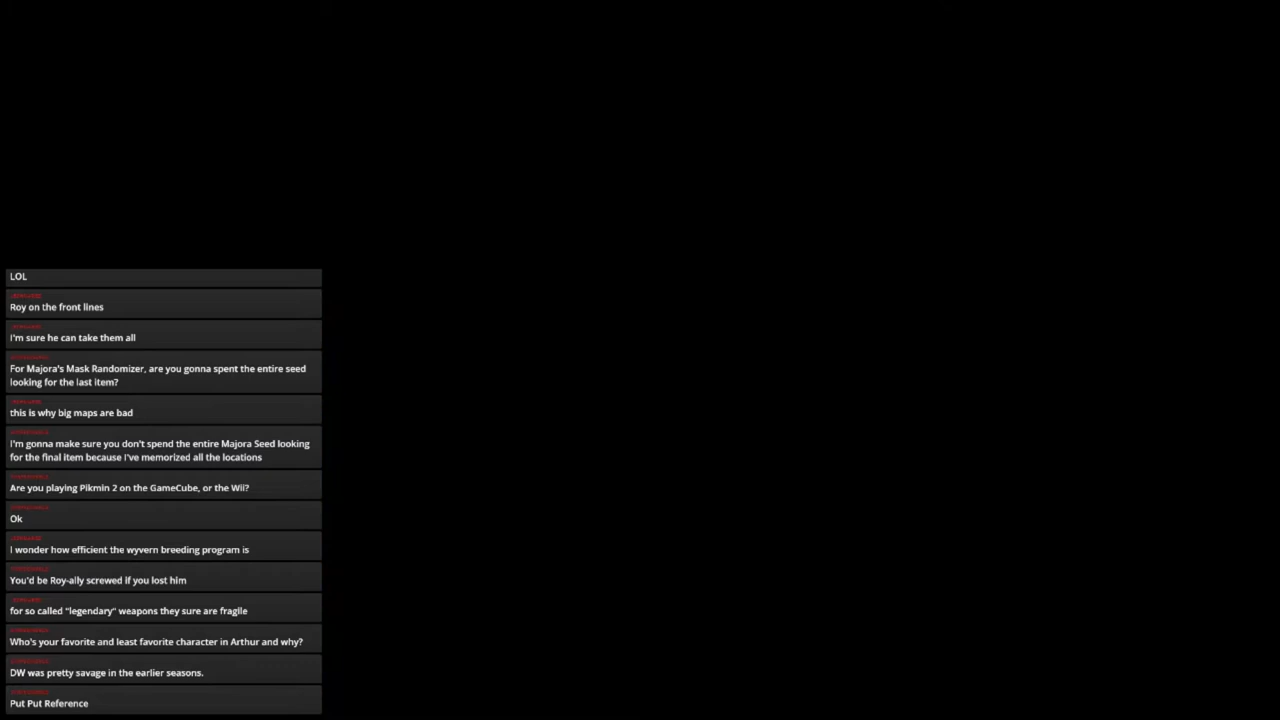 LOL
Roy on the front lines
I'm sure he can take them all
For Majora's Mask Randomizer, are you gonna spent the entire seed
looking for the last item?
this is why big maps are bad
I'm gonna make sure you don't spend the entire Majora Seed looking
for the final item because I've memorized all the locations
Are you playing Pikmin 2 on the GameCube, or the Wii?
Ok
I wonder how efficient the wyvern breeding program is
You'd be Roy-ally screwed if you lost him
for so called "legendary" weapons they sure are fragile
Who's your favorite and least favorite character in Arthur and why?
DW was pretty savage in the earlier seasons.
Put Put Reference